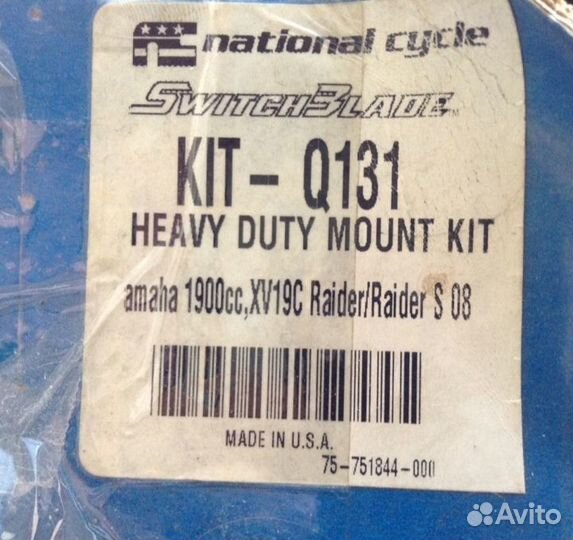 national cycle
SWITCHBLADE™
KIT- Q131
HEAVY DUTY MOUNT KIT
amaha 1900cc,XV19C Raider/Raider S 08
MADE IN U.S.A.
75-751844-000
Avito